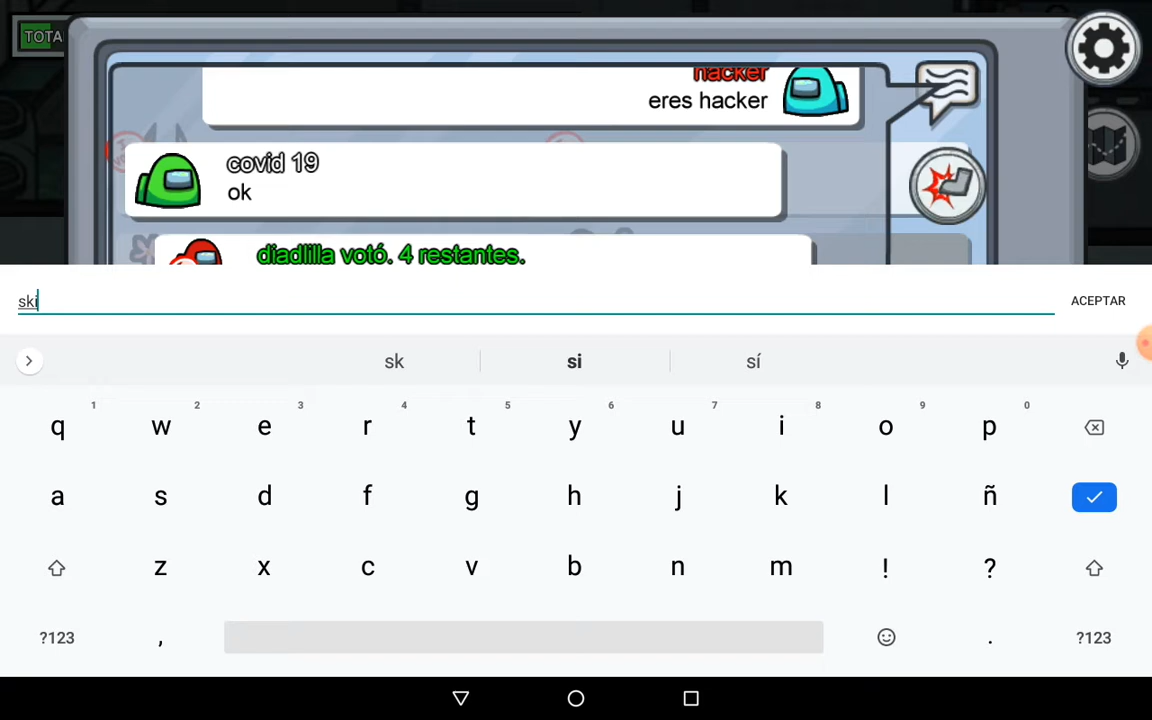 TOTA
hacker
eres hacker
covid 19
ok
diadlilla votó. 4 restantes.
ski
ACEPTAR
sk si sí
1 2 3 4 5 6 7 8 9 0
q w e r t y u i o p
a s d f g h j k l ñ
z x c v b n m ! ?
?123 , . ?123